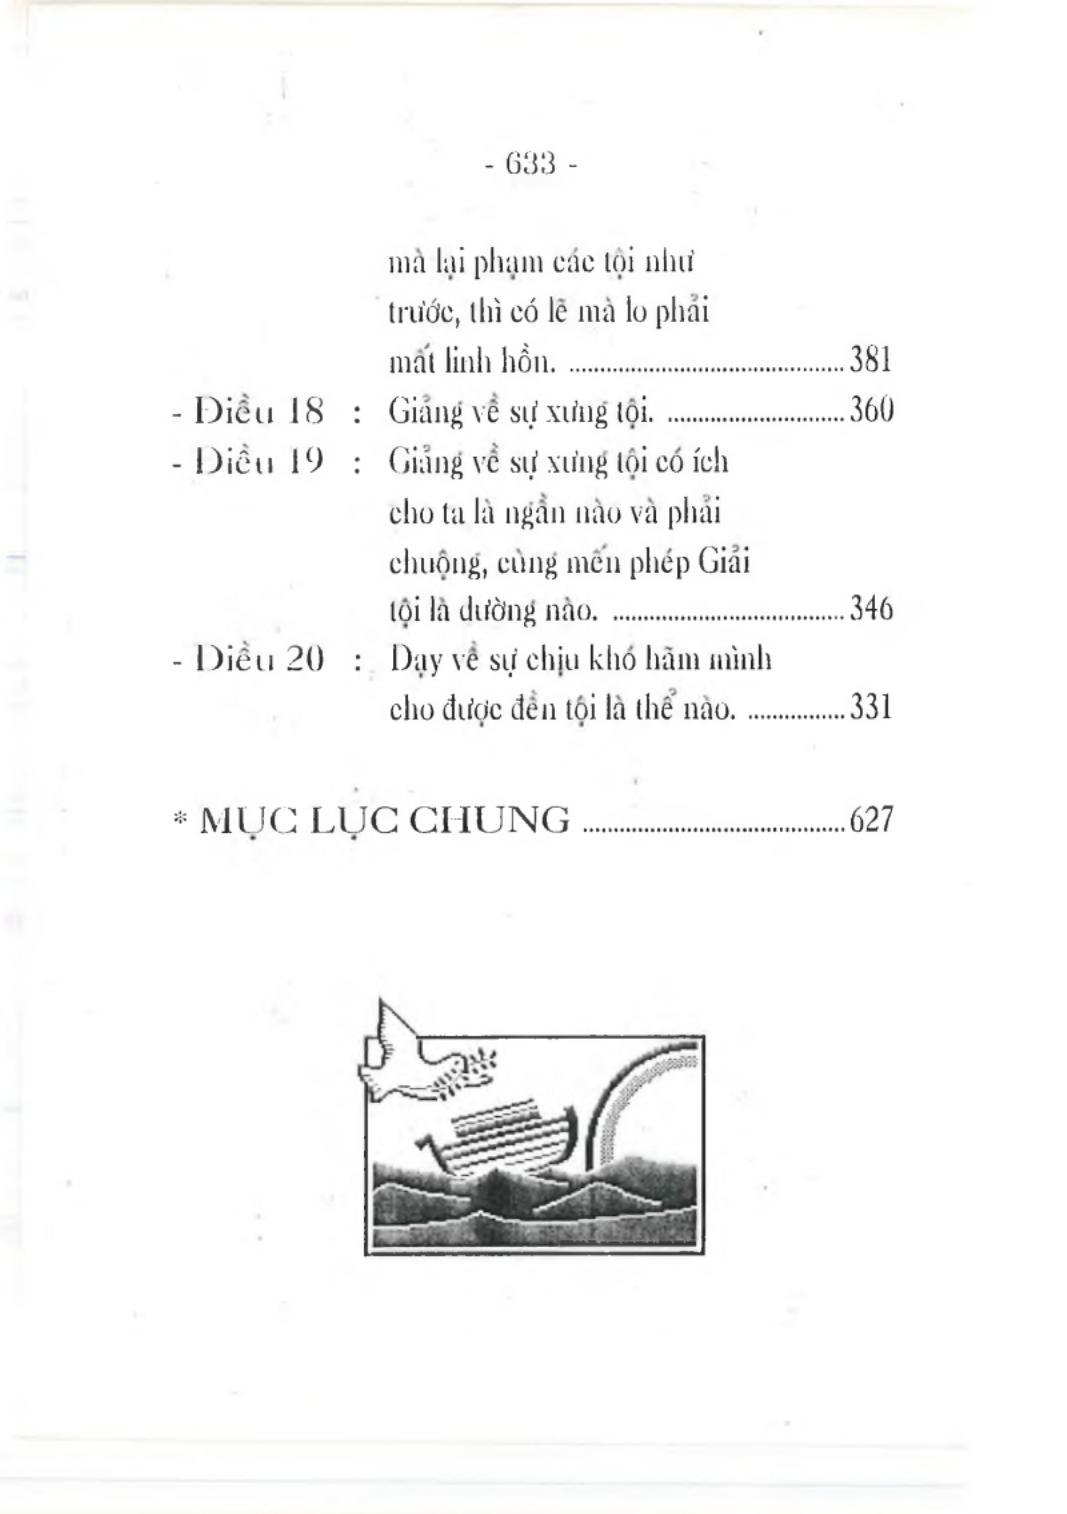 - 633 -
mà lại phạm các tội như
trước, thì có lẽ mà lo phải
mất linh hồn. ..............................................381
- Điều 18 : Giảng về sự xưng tội. ..............................360
- Điều 19 : Giảng về sự xưng tội có ích
cho ta là ngần nào và phải
chuộng, cùng mến phép Giải
tội là dường nào. .......................................346
- Điều 20 : Dạy về sự chịu khó hãm mình
cho được đền tội là thể nào. ................331
* MỤC LỤC CHUNG ............................................627